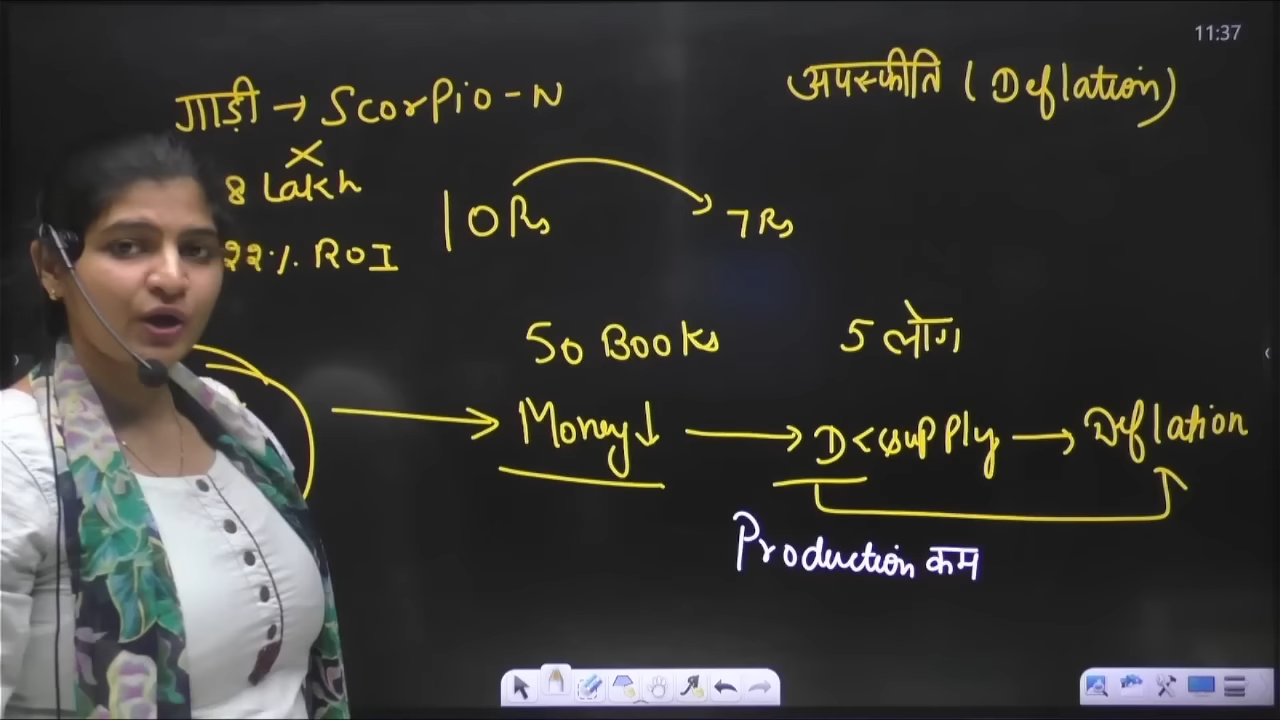 11:37
अपस्फीति (Deflation)
गाड़ी → Scorpio-N
×
8 Lakh
22% ROI
10 Rs
7 Rs
50 Books
5 लोग
→ Money↓ → D < supply → Deflation
Production कम